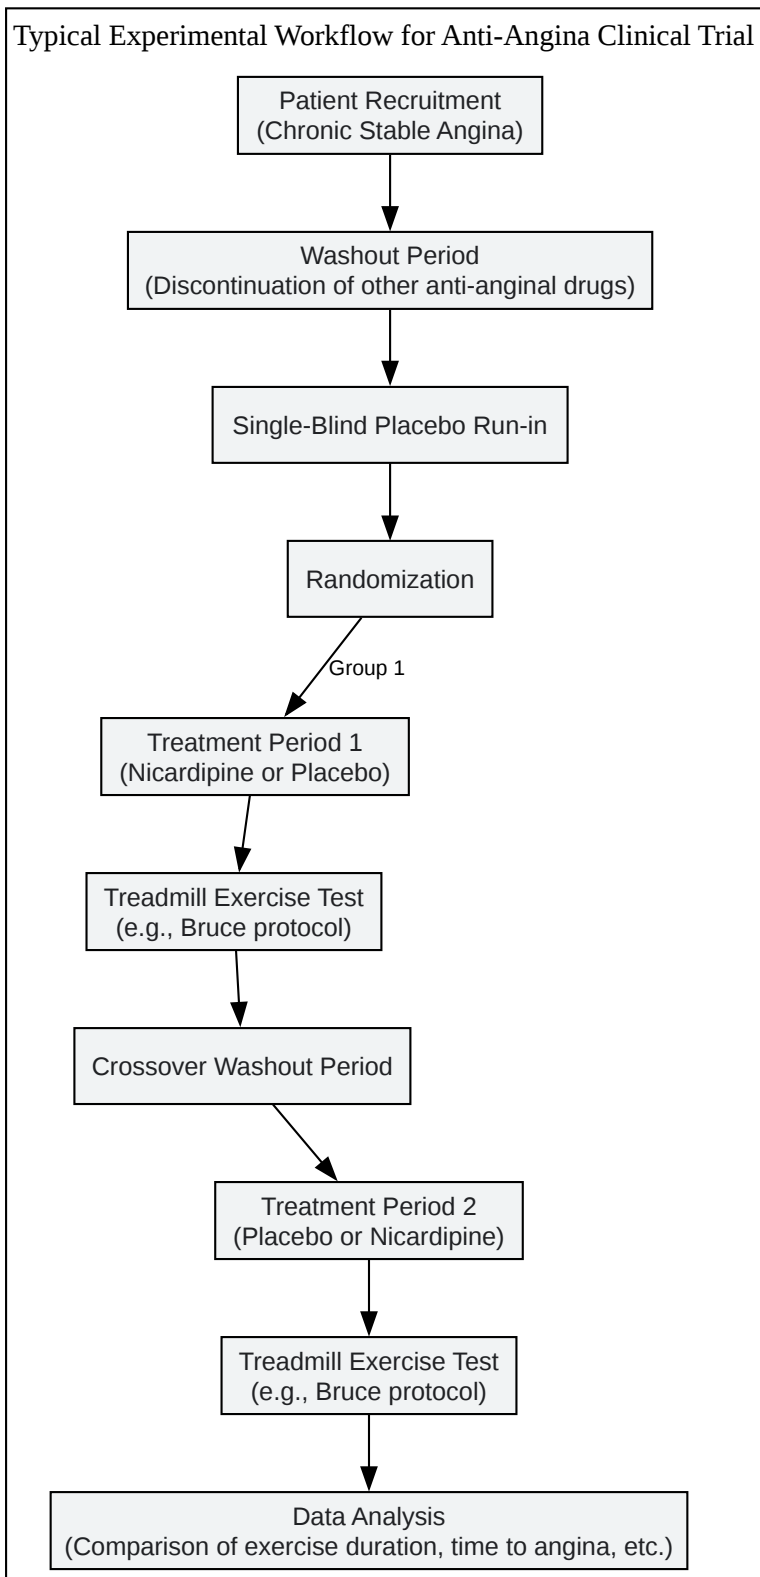 Typical Experimental Workflow for Anti-Angina Clinical Trial
Patient Recruitment
(Chronic Stable Angina)
Washout Period
(Discontinuation of other anti-anginal drugs)
Single-Blind Placebo Run-in
Randomization
Group 1
Treatment Period 1
(Nicardipine or Placebo)
Treadmill Exercise Test
(e.g., Bruce protocol)
Crossover Washout Period
Treatment Period 2
(Placebo or Nicardipine)
Treadmill Exercise Test
(e.g., Bruce protocol)
Data Analysis
(Comparison of exercise duration, time to angina, etc.)